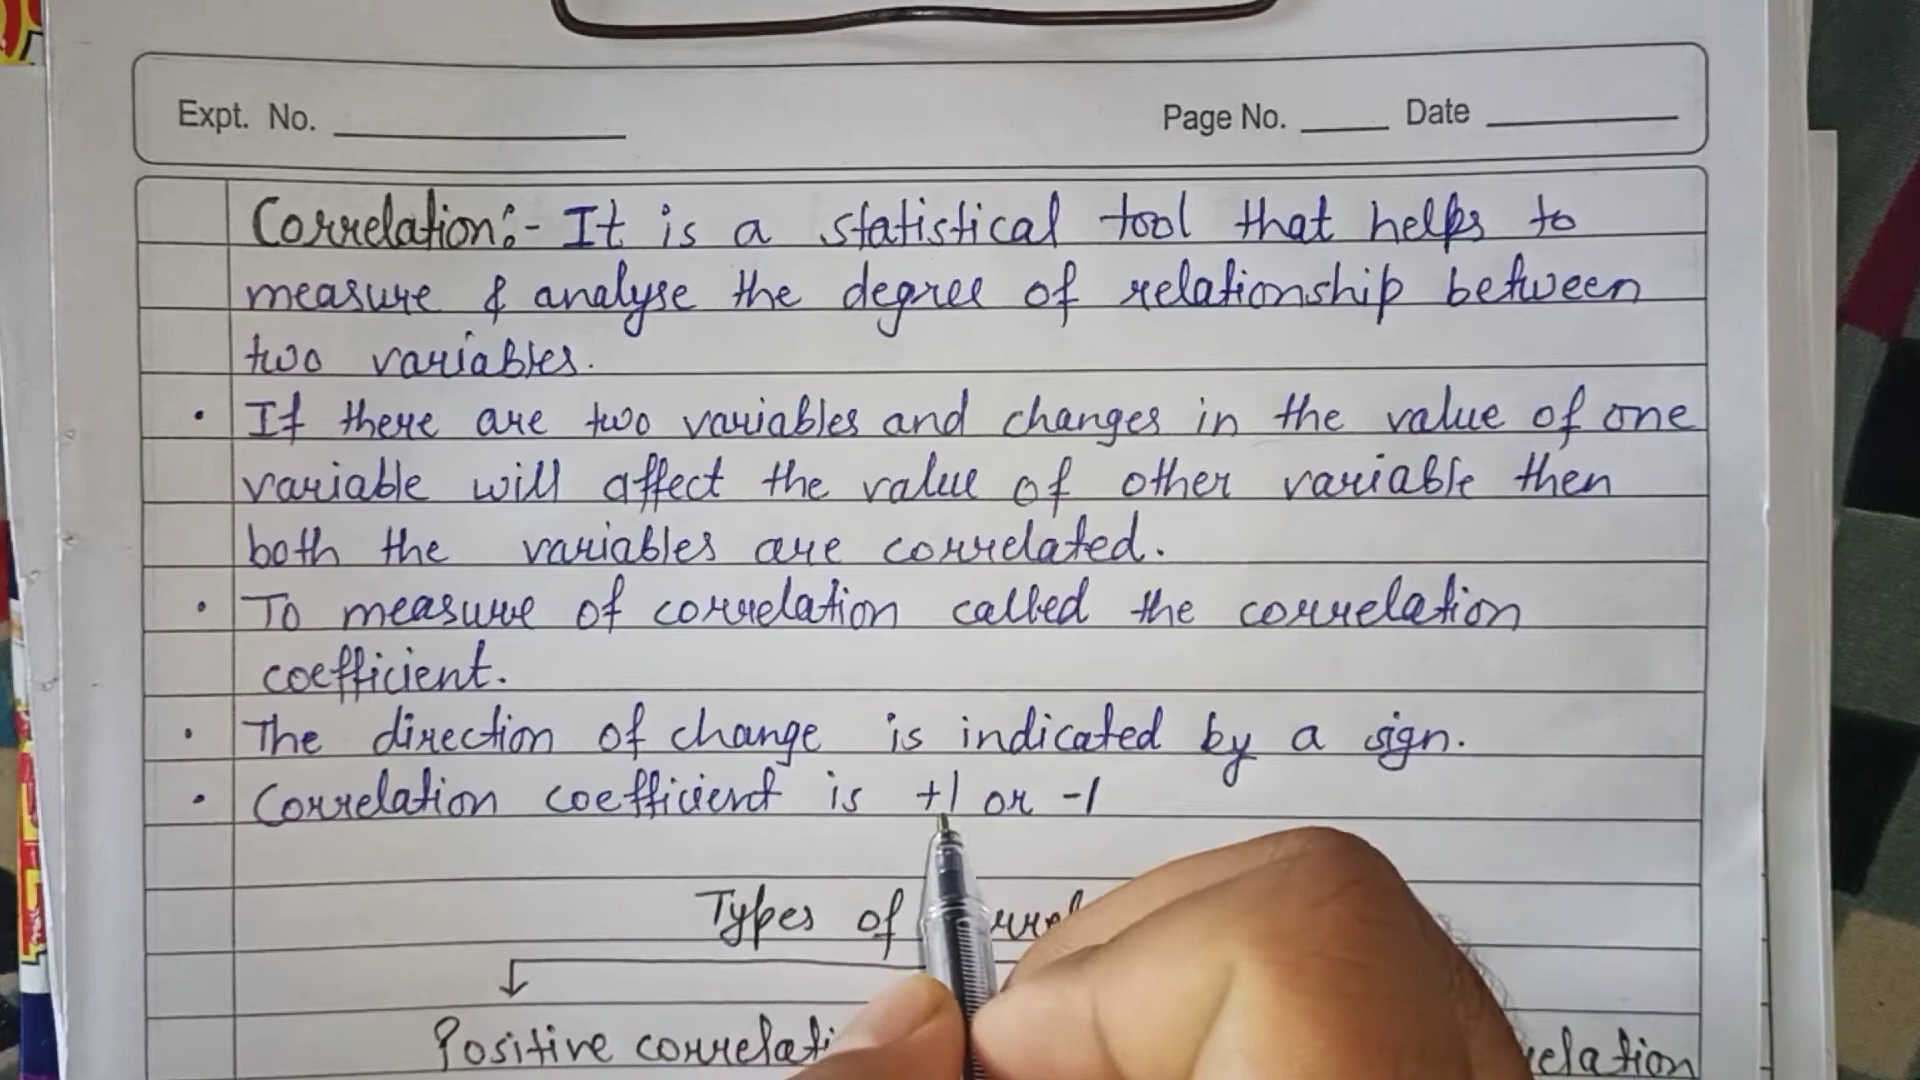 Expt. No. Page No. Date
Correlation:- It is a statistical tool that helps to
measure & analyse the degree of relationship between
two variables.
• If there are two variables and changes in the value of one
variable will affect the value of other variable then
both the variables are correlated.
• To measure of correlation called the correlation
coefficient.
• The direction of change is indicated by a sign.
• Correlation coefficient is +1 or -1
Types of
Positive